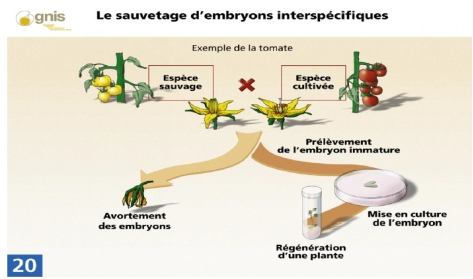 gnis
Le sauvetage d'embryons interspécifiques
Exemple de la tomate
Espèce
sauvage
Espèce
cultivée
Prélèvement
de l'embryon immature
Avortement
des embryons
Mise en culture
de l'embryon
Régénération
d'une plante
20